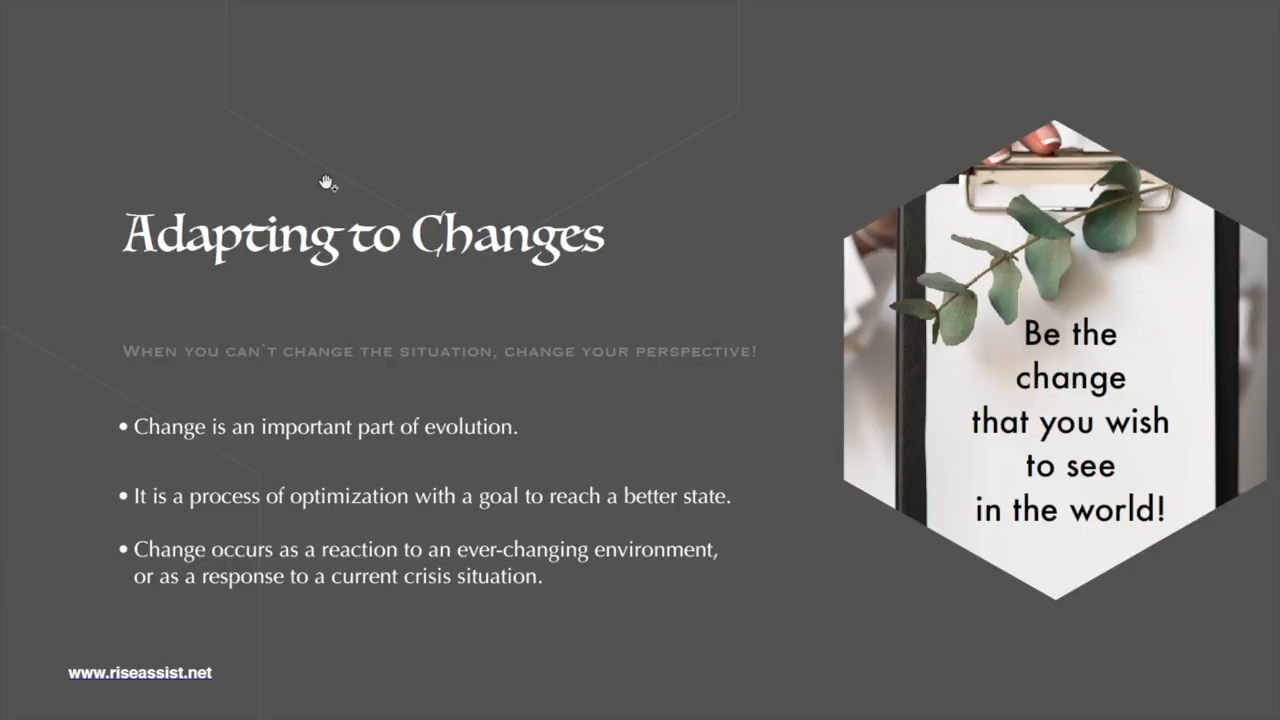 Adapting to Changes
When you can`t change the situation, change your perspective!
• Change is an important part of evolution.
• It is a process of optimization with a goal to reach a better state.
• Change occurs as a reaction to an ever-changing environment,
or as a response to a current crisis situation.
Be the
change
that you wish
to see
in the world!
www.riseassist.net